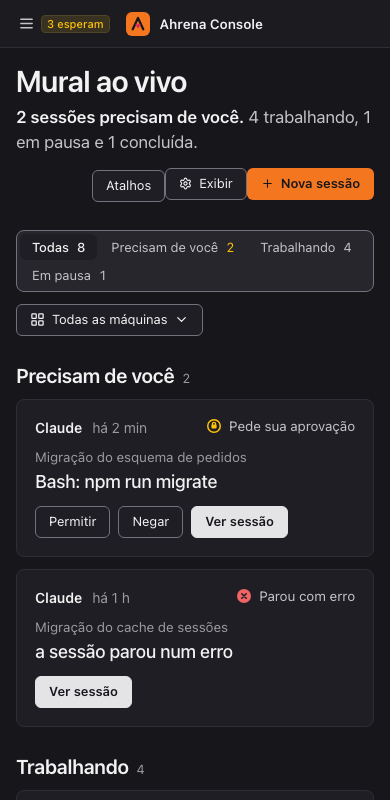 3 esperam
Ahrena Console
Mural ao vivo
2 sessões precisam de você. 4 trabalhando, 1
em pausa e 1 concluída.
Atalhos
Exibir
+ Nova sessão
Todas 8
Precisam de você 2
Trabalhando 4
Em pausa 1
Todas as máquinas
Precisam de você 2
Claude há 2 min
Pede sua aprovação
Migração do esquema de pedidos
Bash: npm run migrate
Permitir
Negar
Ver sessão
Claude há 1 h
Parou com erro
Migração do cache de sessões
a sessão parou num erro
Ver sessão
Trabalhando 4